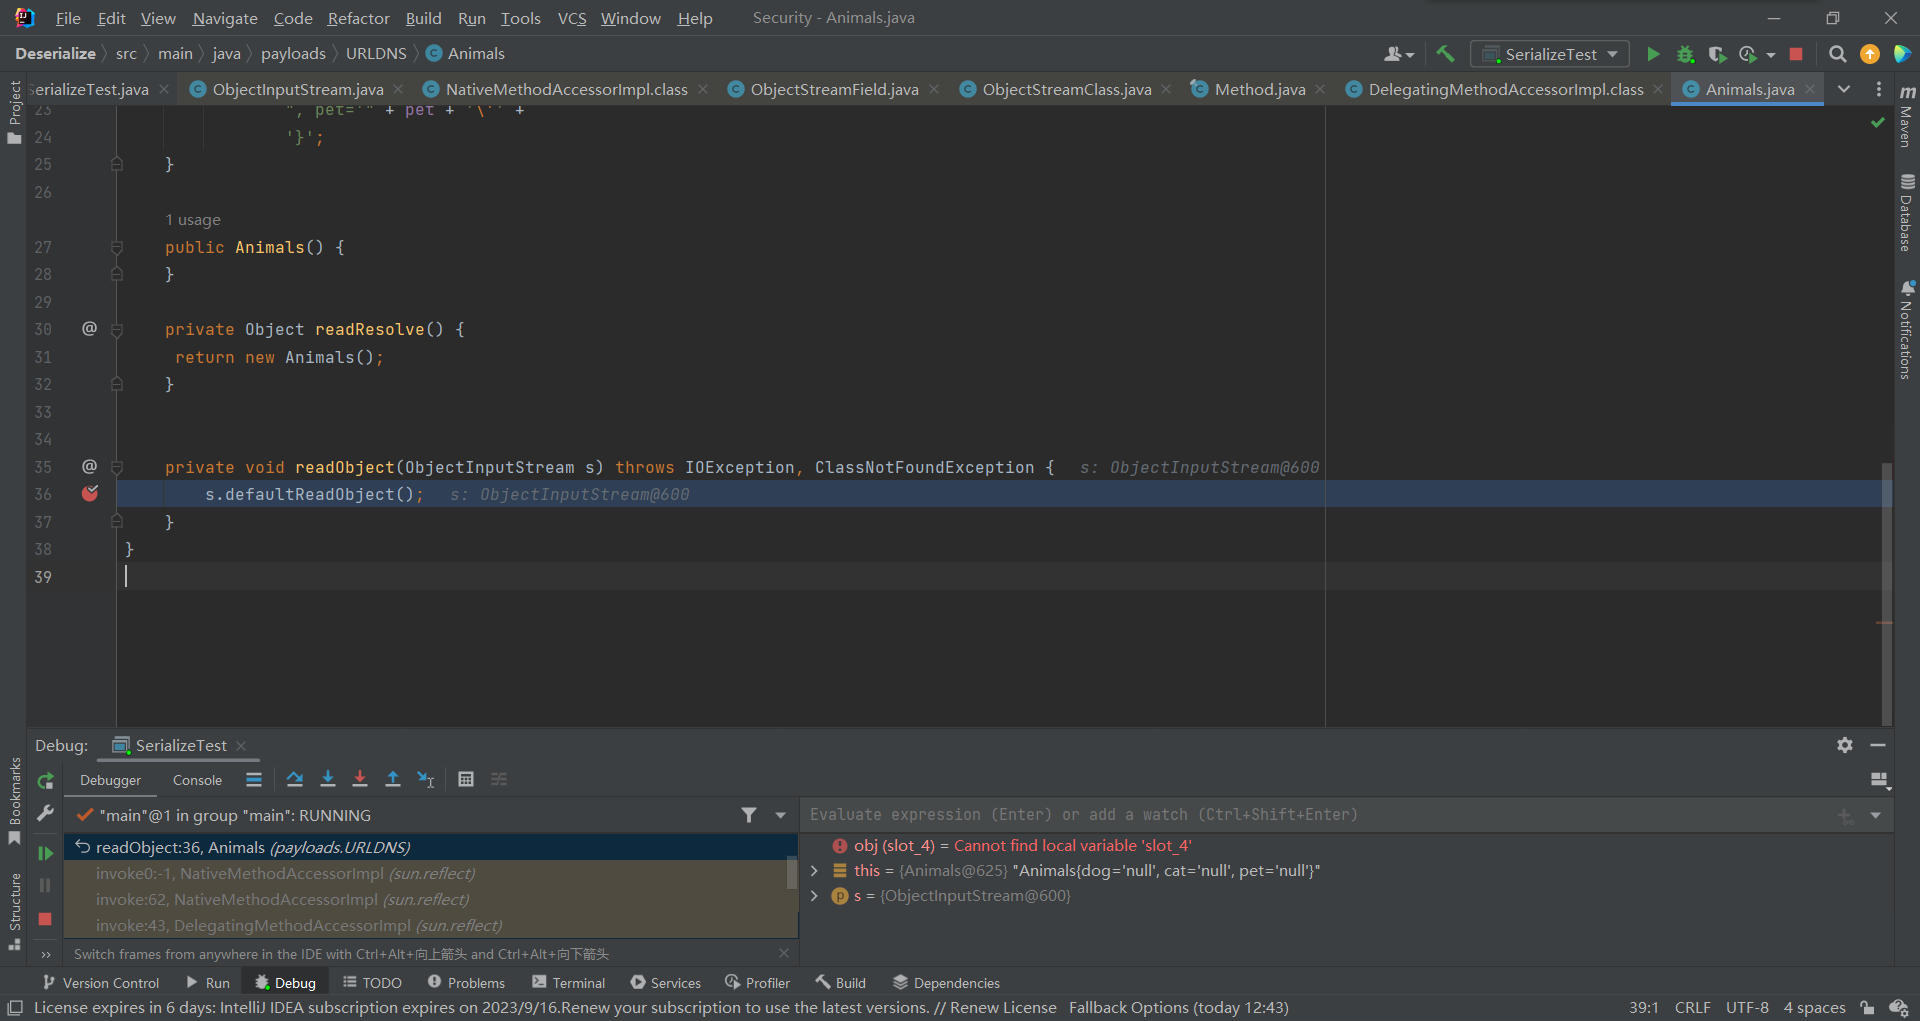 File Edit View Navigate Code Refactor Build Run Tools VCS Window Help Security - Animals.java
Deserialize src main java payloads URLDNS Animals SerializeTest
SerializeTest.java ObjectInputStream.java NativeMethodAccessorImpl.class ObjectStreamField.java ObjectStreamClass.java Method.java DelegatingMethodAccessorImpl.class Animals.java
23 ", pet='" + pet + '\'' +
24 '}';
25 }
26
1 usage
27 public Animals() {
28 }
29
30 @ private Object readResolve() {
31 return new Animals();
32 }
33
34
35 @ private void readObject(ObjectInputStream s) throws IOException, ClassNotFoundException { s: ObjectInputStream@600
36 s.defaultReadObject(); s: ObjectInputStream@600
37 }
38 }
39
Project
Bookmarks
Structure
Maven
Database
Notifications
Debug: SerializeTest
Debugger Console
"main"@1 in group "main": RUNNING
readObject:36, Animals (payloads.URLDNS)
invoke0:-1, NativeMethodAccessorImpl (sun.reflect)
invoke:62, NativeMethodAccessorImpl (sun.reflect)
invoke:43, DelegatingMethodAccessorImpl (sun.reflect)
Switch frames from anywhere in the IDE with Ctrl+Alt+向上箭头 and Ctrl+Alt+向下箭头
Evaluate expression (Enter) or add a watch (Ctrl+Shift+Enter)
obj (slot_4) = Cannot find local variable 'slot_4'
this = {Animals@625} "Animals{dog='null', cat='null', pet='null'}"
s = {ObjectInputStream@600}
Version Control Run Debug TODO Problems Terminal Services Profiler Build Dependencies
License expires in 6 days: IntelliJ IDEA subscription expires on 2023/9/16.Renew your subscription to use the latest versions. // Renew License Fallback Options (today 12:43) 39:1 CRLF UTF-8 4 spaces